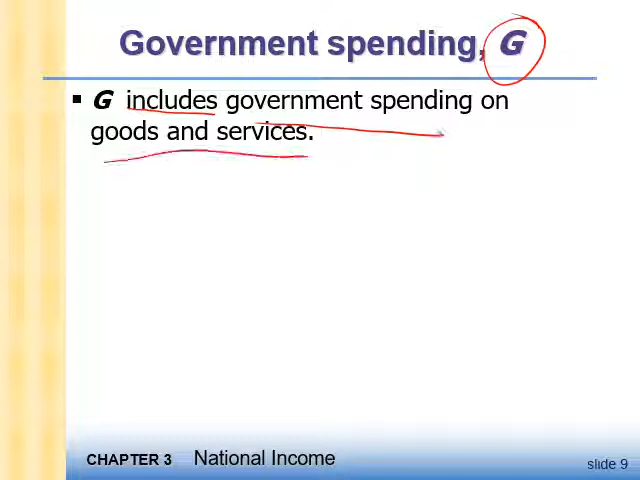 Government spending, G
▪ G includes government spending on
goods and services.
CHAPTER 3 National Income
slide 9